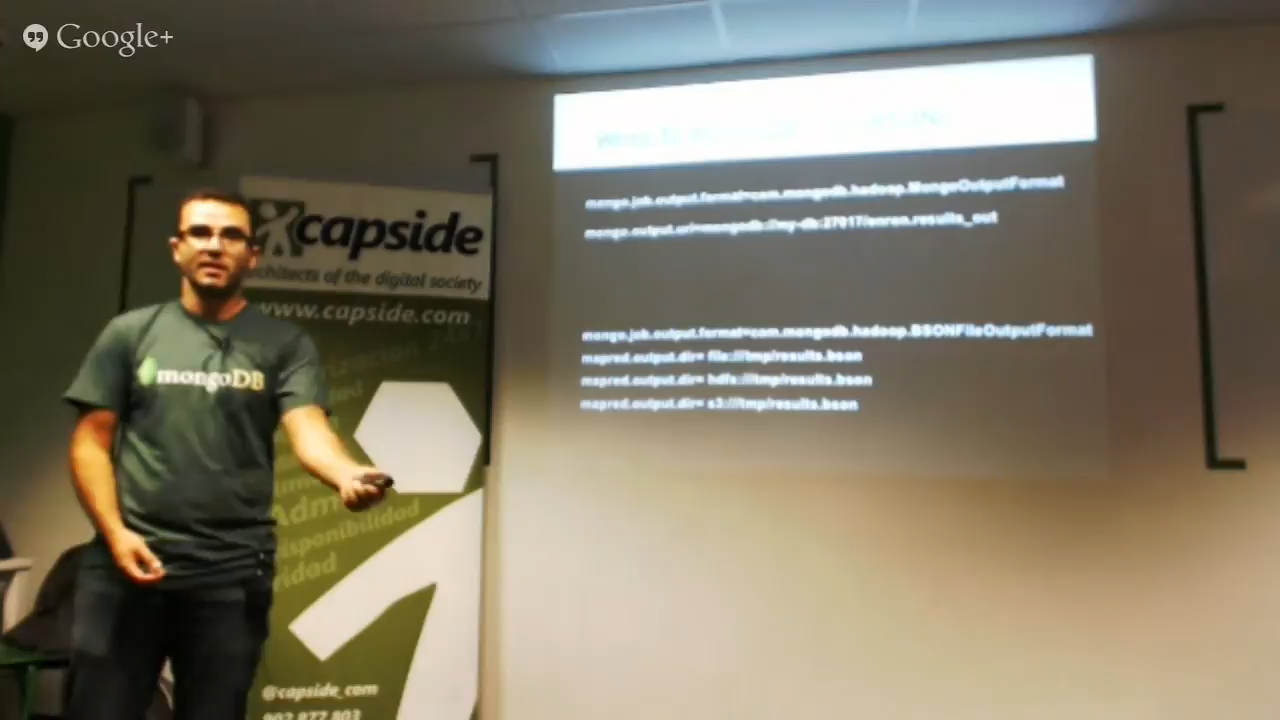 Google+
mongo.job.output.format=com.mongodb.hadoop.MongoOutputFormat
mongo.output.uri=mongodb://my-db:27017/enron.results_out
mongo.job.output.format=com.mongodb.hadoop.BSONFileOutputFormat
mapred.output.dir= file:///tmp/results.bson
mapred.output.dir= hdfs:///tmp/results.bson
mapred.output.dir= s3:///tmp/results.bson
capside
architects of the digital society
www.capside.com
mongoDB
@capside_com
902 877 803